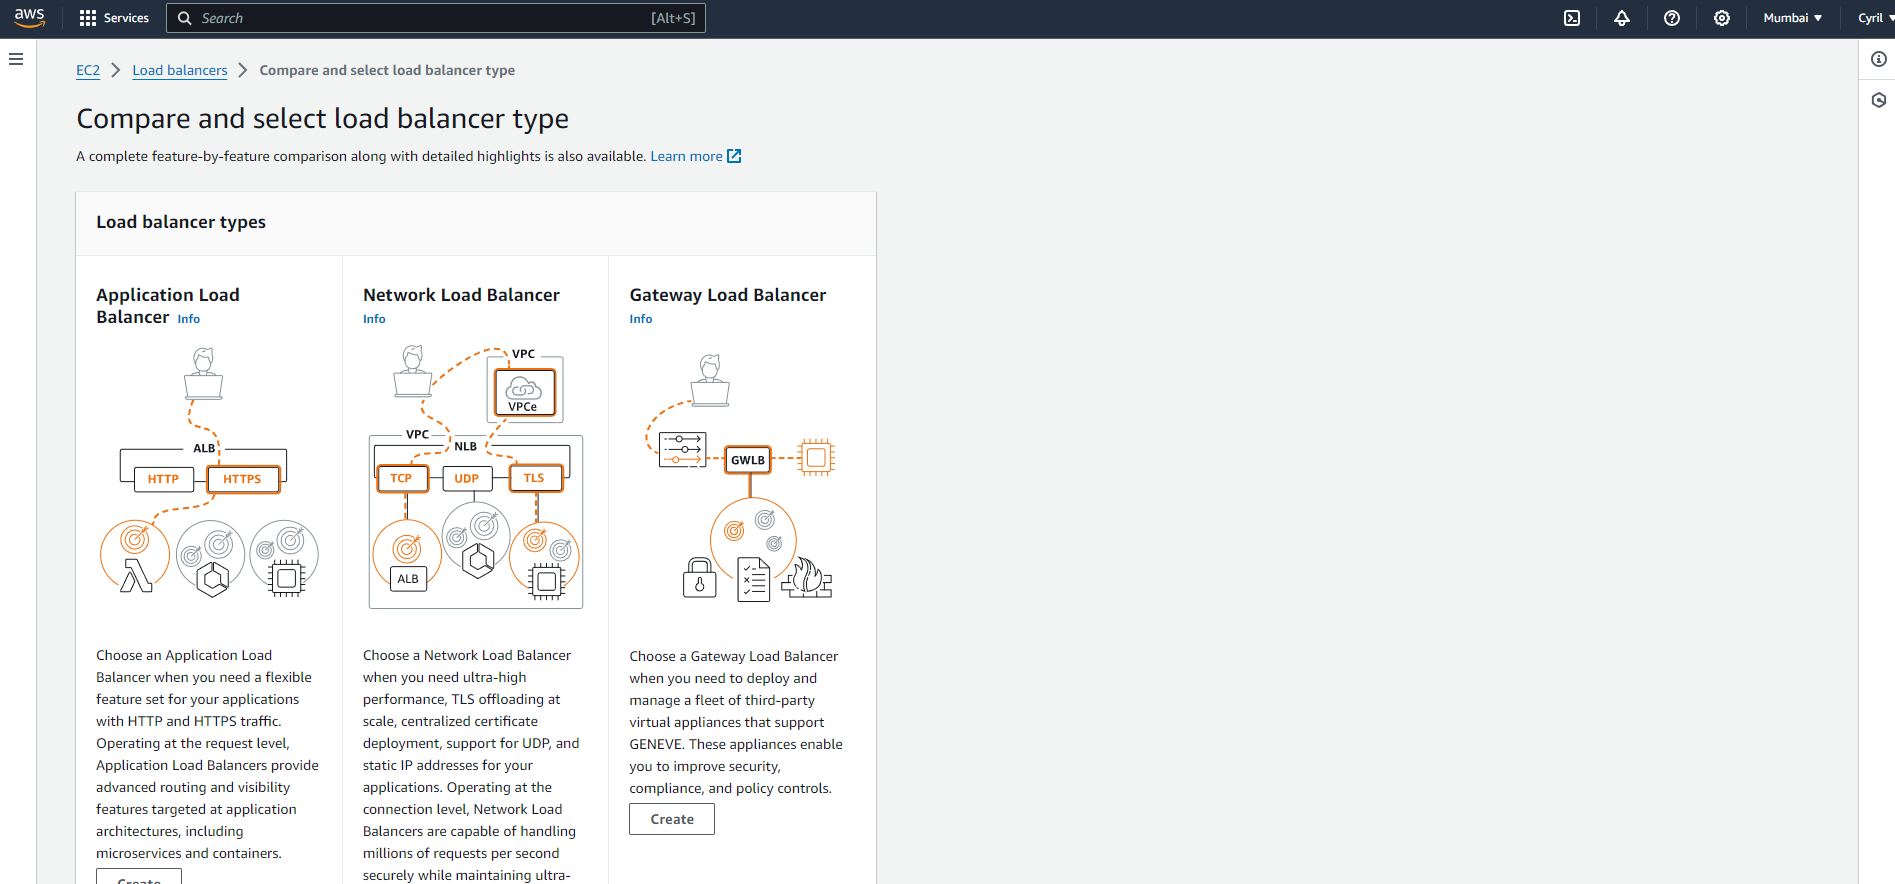 aws
Services
Search
[Alt+S]
Mumbai
Cyril
EC2
Load balancers
Compare and select load balancer type
Compare and select load balancer type
A complete feature-by-feature comparison along with detailed highlights is also available. Learn more
Load balancer types
Application Load
Balancer Info
ALB
HTTP
HTTPS
Choose an Application Load
Balancer when you need a flexible
feature set for your applications
with HTTP and HTTPS traffic.
Operating at the request level,
Application Load Balancers provide
advanced routing and visibility
features targeted at application
architectures, including
microservices and containers.
Create
Network Load Balancer
Info
VPC
VPCe
VPC
NLB
TCP
UDP
TLS
ALB
Choose a Network Load Balancer
when you need ultra-high
performance, TLS offloading at
scale, centralized certificate
deployment, support for UDP, and
static IP addresses for your
applications. Operating at the
connection level, Network Load
Balancers are capable of handling
millions of requests per second
securely while maintaining ultra-
Gateway Load Balancer
Info
GWLB
Choose a Gateway Load Balancer
when you need to deploy and
manage a fleet of third-party
virtual appliances that support
GENEVE. These appliances enable
you to improve security,
compliance, and policy controls.
Create